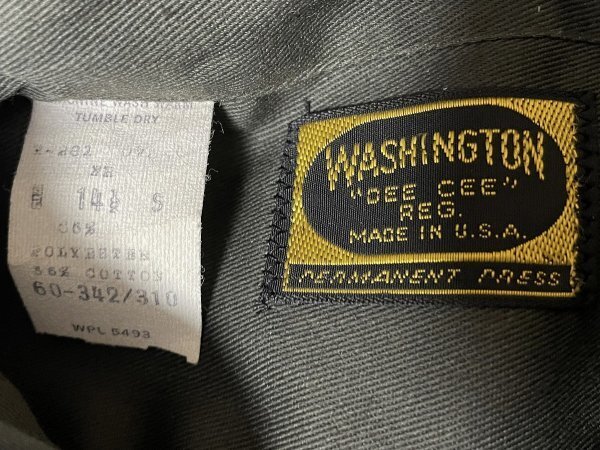 TUMBLE DRY
14½ S
POLYESTER
COTTON
60-342/310
WPL 5493
WASHINGTON
"DEE CEE"
REG.
MADE IN U.S.A.
PERMANENT PRESS